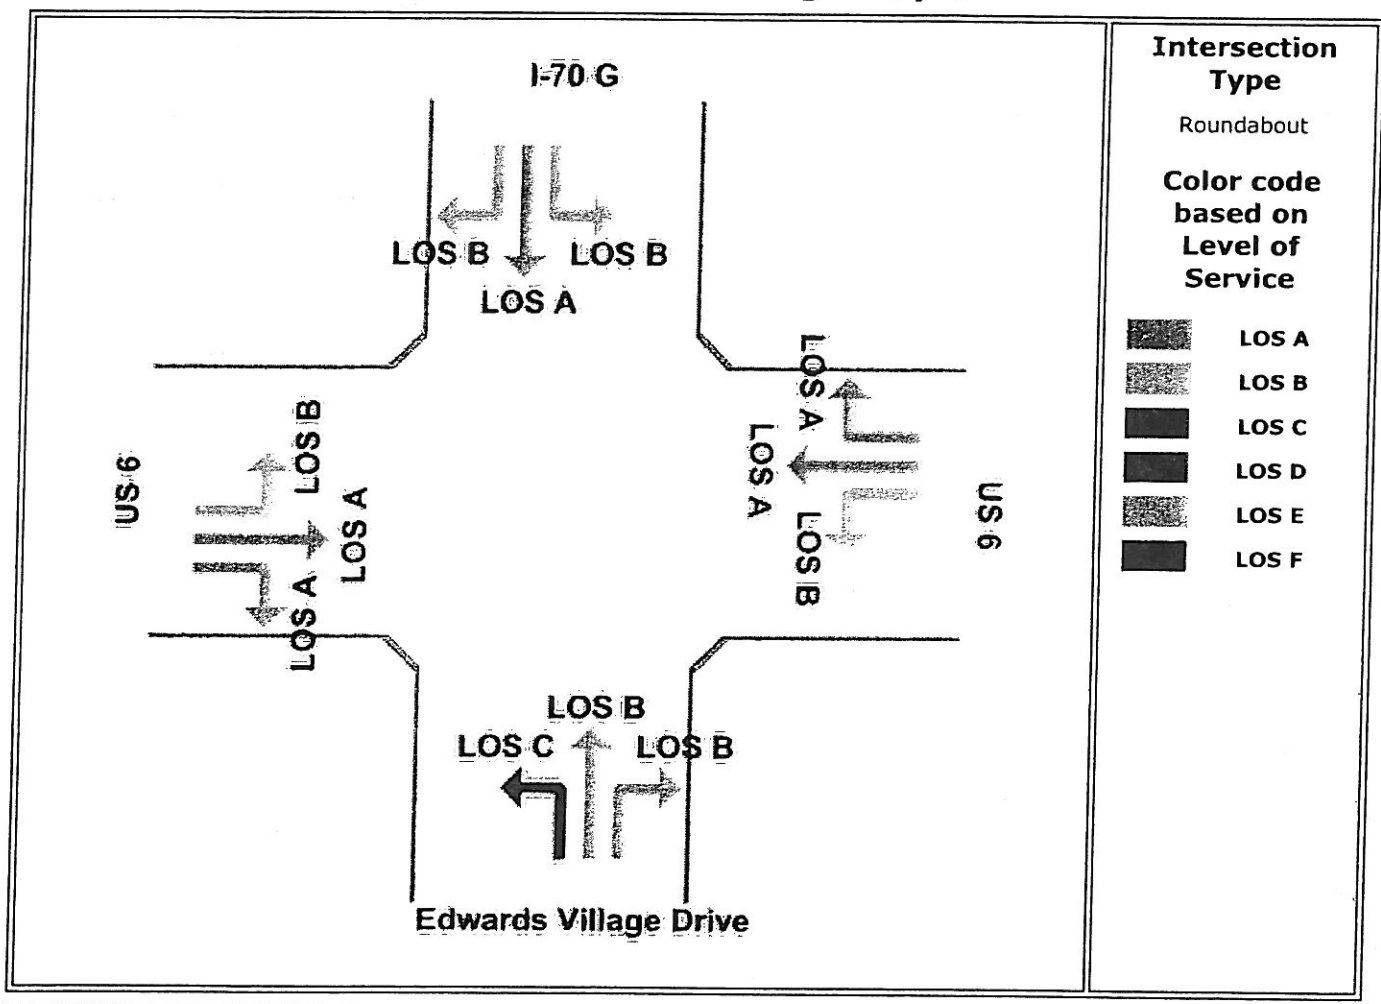 I-70 G
LOS B
LOS B
LOS A
LOS A
LOS A
LOS B
US 6
LOS B
LOS A
LOS A
US 6
LOS B
LOS C
LOS B
Edwards Village Drive
Intersection
Type
Roundabout
Color code
based on
Level of
Service
LOS A
LOS B
LOS C
LOS D
LOS E
LOS F